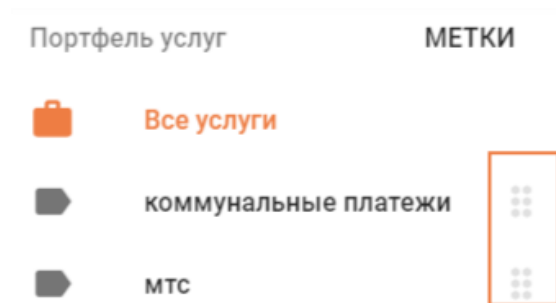 Портфель услуг МЕТКИ
Все услуги
коммунальные платежи
мтс